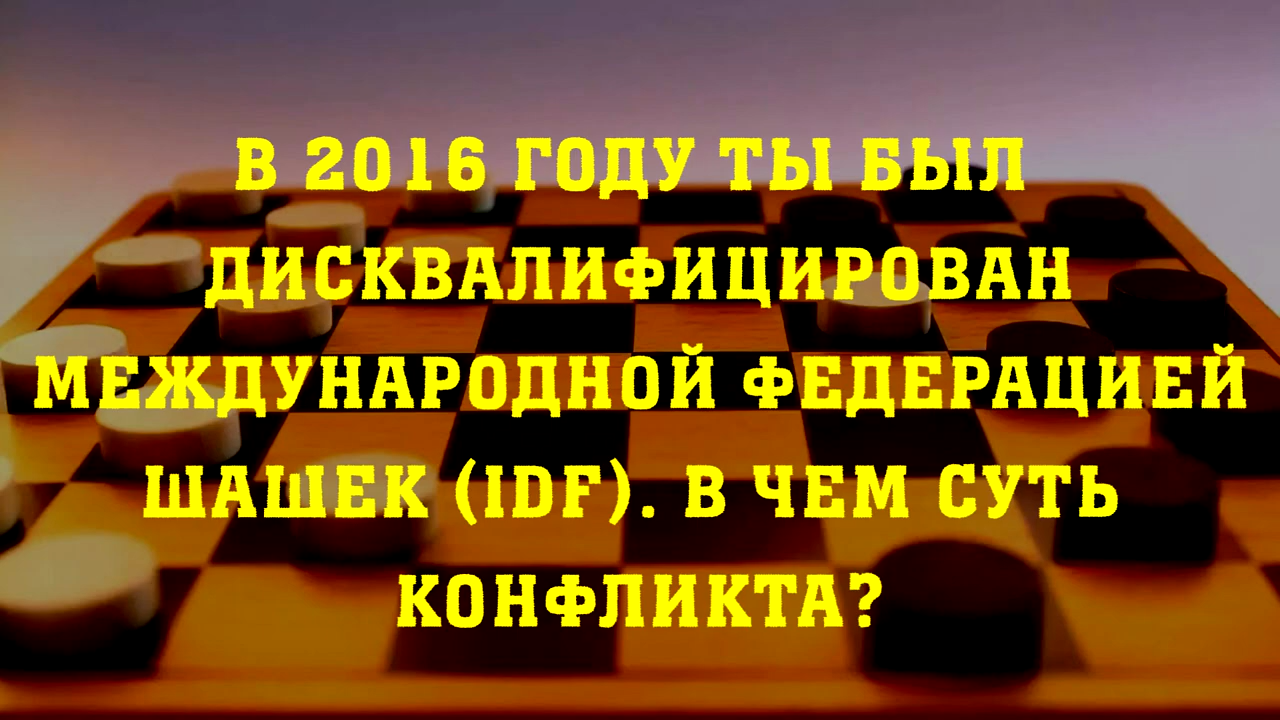 В 2016 ГОДУ ТЫ БЫЛ
ДИСКВАЛИФИЦИРОВАН
МЕЖДУНАРОДНОЙ ФЕДЕРАЦИЕЙ
ШАШЕК (IDF). В ЧЕМ СУТЬ
КОНФЛИКТА?